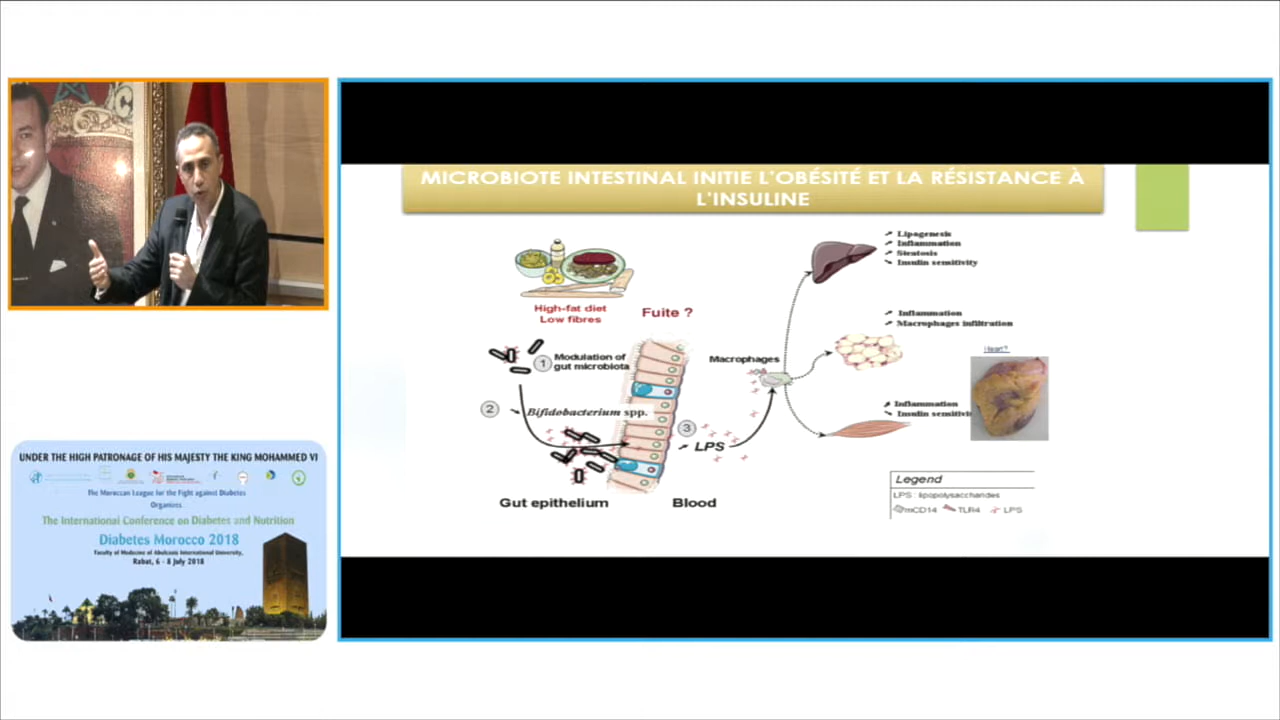 MICROBIOTE INTESTINAL INITIE L'OBÉSITÉ ET LA RÉSISTANCE À
L'INSULINE
High-fat diet
Low fibres
Fuite ?
1
Modulation of
gut microbiota
2
Bifidobacterium spp.
3
LPS
Gut epithelium
Blood
Macrophages
Lipogenesis
Inflammation
Steatosis
Insulin sensitivity
Inflammation
Macrophages infiltration
Heart?
Inflammation
Insulin sensitivi
Legend
LPS : lipopolysaccharides
mCD14
TLR4
LPS
UNDER THE HIGH PATRONAGE OF HIS MAJESTY THE KING MOHAMMED VI
The Moroccan League for the Fight against Diabetes
Organizes
The International Conference on Diabetes and Nutrition
Diabetes Morocco 2018
Faculty of Medicine of Abulcasis International University,
Rabat, 6 - 8 July 2018